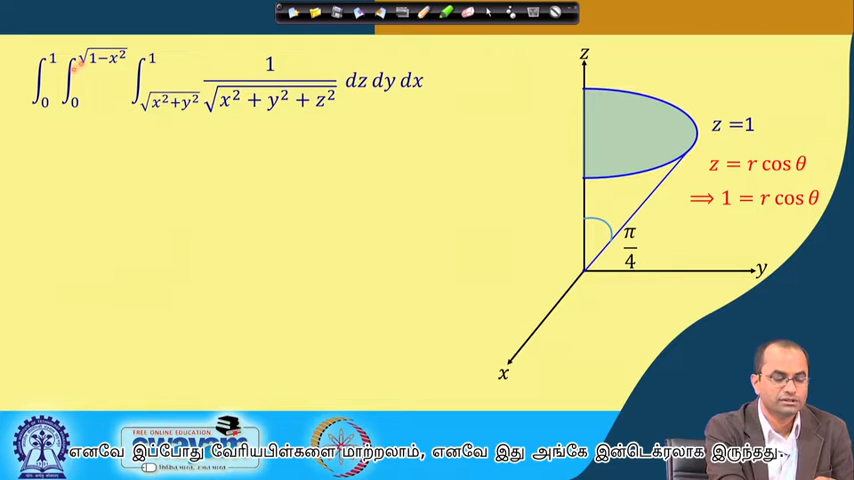 ∫₀¹ ∫₀^√(1−x²) ∫_√(x²+y²)^1 1/√(x² + y² + z²) dz dy dx
z
z = 1
z = r cos θ
⟹ 1 = r cos θ
π/4
y
x
FREE ONLINE EDUCATION
swayam
எனவே இப்போது வேரியபிள்களை மாற்றலாம், எனவே இது அங்கே இன்டெக்ரலாக இருந்தது